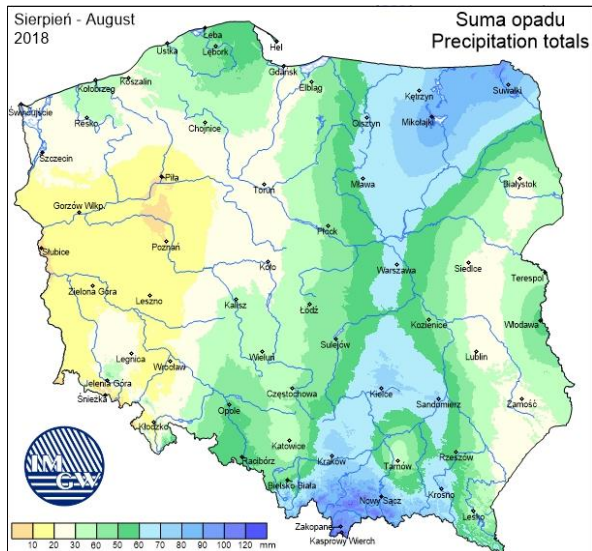 Sierpień - August
2018
Suma opadu
Precipitation totals
Łeba
Ustka
Lębork
Hel
Gdańsk
Koszalin
Kołobrzeg
Elbląg
Kętrzyn
Suwałki
Świnoujście
Resko
Chojnice
Olsztyn
Mikołajki
Szczecin
Piła
Mława
Białystok
Toruń
Gorzów Wlkp.
Płock
Słubice
Poznań
Koło
Warszawa
Siedlce
Terespol
Zielona Góra
Leszno
Kalisz
Łódź
Kozienice
Włodawa
Sulejów
Legnica
Wrocław
Wieluń
Lublin
Jelenia Góra
Śnieżka
Częstochowa
Kielce
Sandomierz
Zamość
Opole
Kłodzko
Katowice
Racibórz
Kraków
Tarnów
Rzeszów
Bielsko Biała
Nowy Sącz
Krosno
Lesko
Zakopane
Kasprowy Wierch
IM
GW
10 20 30 60 50 60 70 80 90 100 120 mm